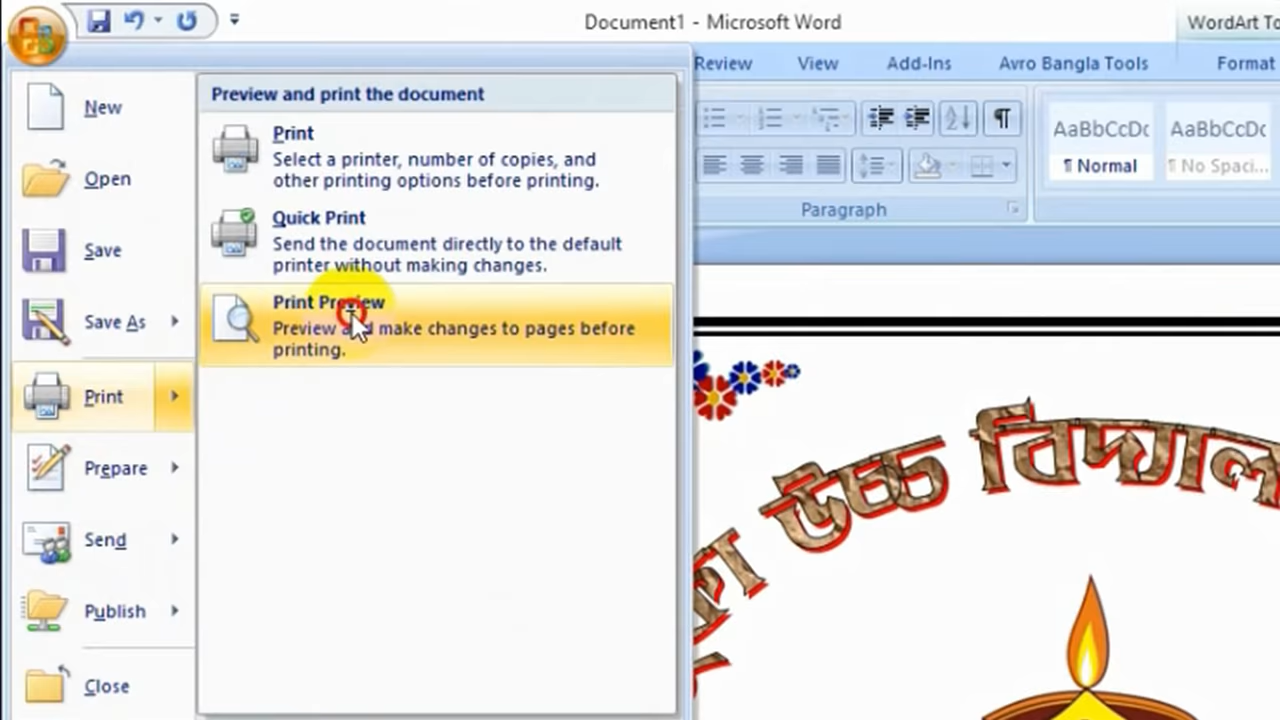 Document1 - Microsoft Word
WordArt To
Review View Add-Ins Avro Bangla Tools Format
New
Open
Save
Save As
Print
Prepare
Send
Publish
Close
Preview and print the document
Print
Select a printer, number of copies, and
other printing options before printing.
Quick Print
Send the document directly to the default
printer without making changes.
Print Preview
Preview and make changes to pages before
printing.
AaBbCcDc AaBbCcDc
¶ Normal ¶ No Spaci...
Paragraph
উচ্চ বিদ্যাল